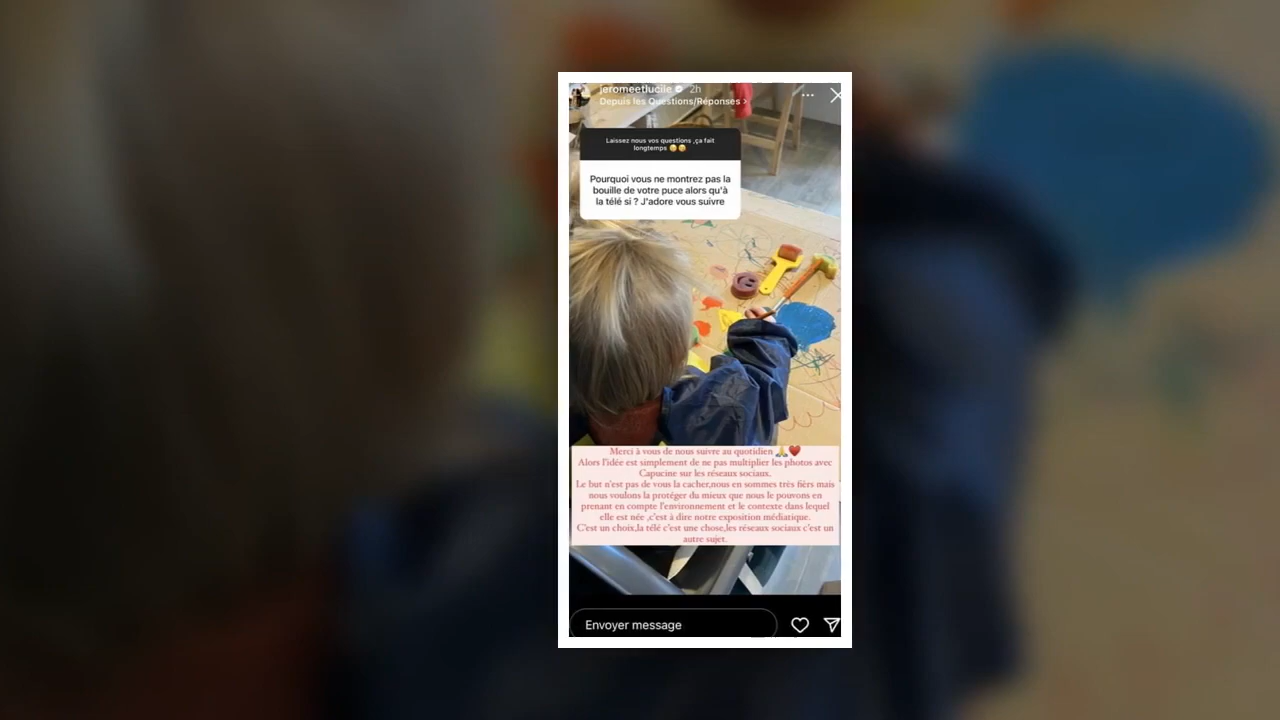 jeromeetlucile 2h
Depuis les Questions/Réponses >
Laissez nous vos questions ,ça fait
longtemps 😄😄
Pourquoi vous ne montrez pas la
bouille de votre puce alors qu'à
la télé si ? J'adore vous suivre
Merci à vous de nous suivre au quotidien 🙏❤️
Alors l'idée est simplement de ne pas multiplier les photos avec
Capucine sur les réseaux sociaux.
Le but n'est pas de vous la cacher,nous en sommes très fièrs mais
nous voulons la protéger du mieux que nous le pouvons en
prenant en compte l'environnement et le contexte dans lequel
elle est née ,c'est à dire notre exposition médiatique.
C'est un choix,la télé c'est une chose,les réseaux sociaux c'est un
autre sujet.
Envoyer message